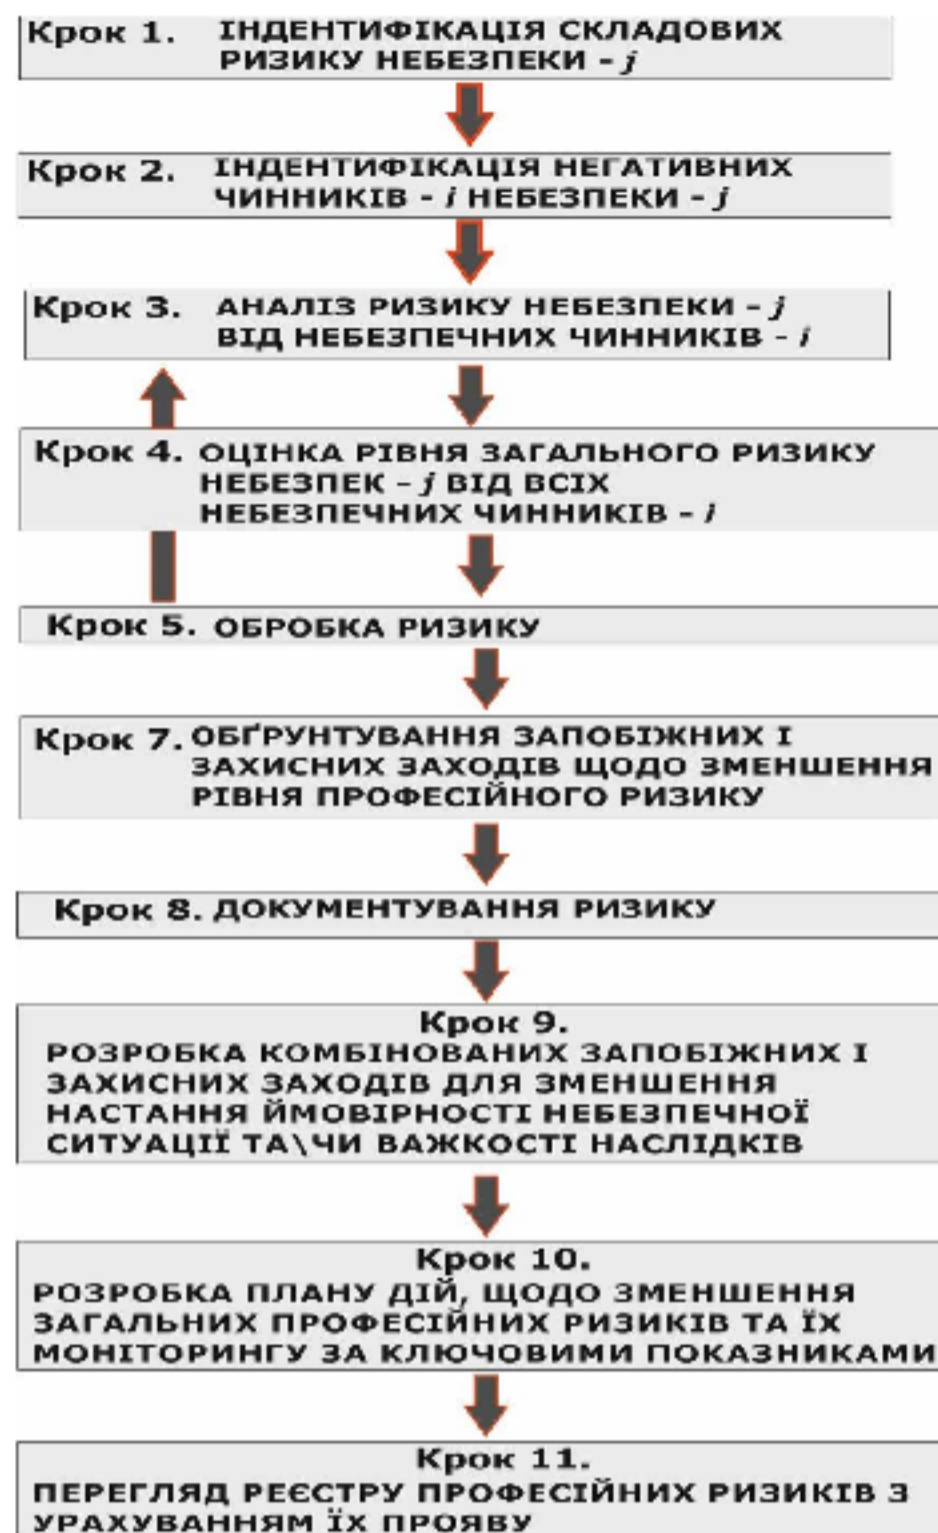 Крок 1. ІНДЕНТИФІКАЦІЯ СКЛАДОВИХ
РИЗИКУ НЕБЕЗПЕКИ - j
Крок 2. ІНДЕНТИФІКАЦІЯ НЕГАТИВНИХ
ЧИННИКІВ - i НЕБЕЗПЕКИ - j
Крок 3. АНАЛІЗ РИЗИКУ НЕБЕЗПЕКИ - j
ВІД НЕБЕЗПЕЧНИХ ЧИННИКІВ - i
Крок 4. ОЦІНКА РІВНЯ ЗАГАЛЬНОГО РИЗИКУ
НЕБЕЗПЕК - j ВІД ВСІХ
НЕБЕЗПЕЧНИХ ЧИННИКІВ - i
Крок 5. ОБРОБКА РИЗИКУ
Крок 7. ОБҐРУНТУВАННЯ ЗАПОБІЖНИХ І
ЗАХИСНИХ ЗАХОДІВ ЩОДО ЗМЕНШЕННЯ
РІВНЯ ПРОФЕСІЙНОГО РИЗИКУ
Крок 8. ДОКУМЕНТУВАННЯ РИЗИКУ
Крок 9.
РОЗРОБКА КОМБІНОВАНИХ ЗАПОБІЖНИХ І
ЗАХИСНИХ ЗАХОДІВ ДЛЯ ЗМЕНШЕННЯ
НАСТАННЯ ЙМОВІРНОСТІ НЕБЕЗПЕЧНОЇ
СИТУАЦІЇ ТА\ЧИ ВАЖКОСТІ НАСЛІДКІВ
Крок 10.
РОЗРОБКА ПЛАНУ ДІЙ, ЩОДО ЗМЕНШЕННЯ
ЗАГАЛЬНИХ ПРОФЕСІЙНИХ РИЗИКІВ ТА ЇХ
МОНІТОРИНГУ ЗА КЛЮЧОВИМИ ПОКАЗНИКАМИ
Крок 11.
ПЕРЕГЛЯД РЕЄСТРУ ПРОФЕСІЙНИХ РИЗИКІВ З
УРАХУВАННЯМ ЇХ ПРОЯВУ